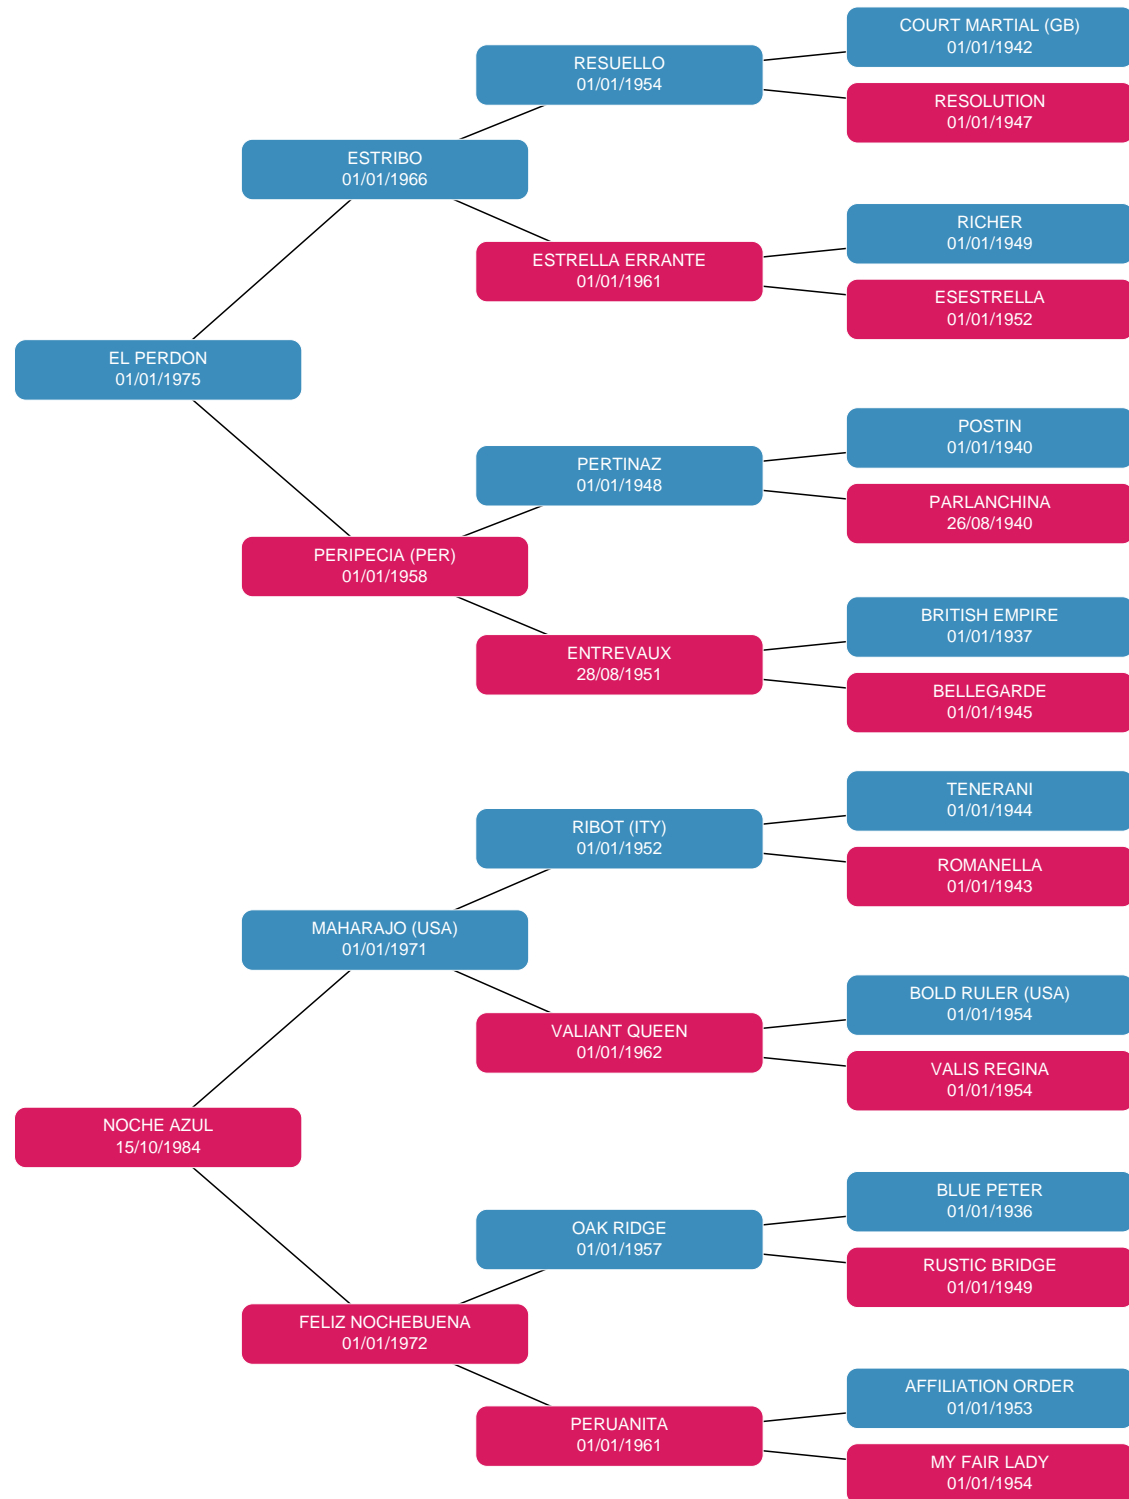 COURT MARTIAL (GB)
01/01/1942
RESUELLO
01/01/1954
RESOLUTION
01/01/1947
ESTRIBO
01/01/1966
RICHER
01/01/1949
ESTRELLA ERRANTE
01/01/1961
ESESTRELLA
01/01/1952
EL PERDON
01/01/1975
POSTIN
01/01/1940
PERTINAZ
01/01/1948
PARLANCHINA
26/08/1940
PERIPECIA (PER)
01/01/1958
BRITISH EMPIRE
01/01/1937
ENTREVAUX
28/08/1951
BELLEGARDE
01/01/1945
TENERANI
01/01/1944
RIBOT (ITY)
01/01/1952
ROMANELLA
01/01/1943
MAHARAJO (USA)
01/01/1971
BOLD RULER (USA)
01/01/1954
VALIANT QUEEN
01/01/1962
VALIS REGINA
01/01/1954
NOCHE AZUL
15/10/1984
BLUE PETER
01/01/1936
OAK RIDGE
01/01/1957
RUSTIC BRIDGE
01/01/1949
FELIZ NOCHEBUENA
01/01/1972
AFFILIATION ORDER
01/01/1953
PERUANITA
01/01/1961
MY FAIR LADY
01/01/1954